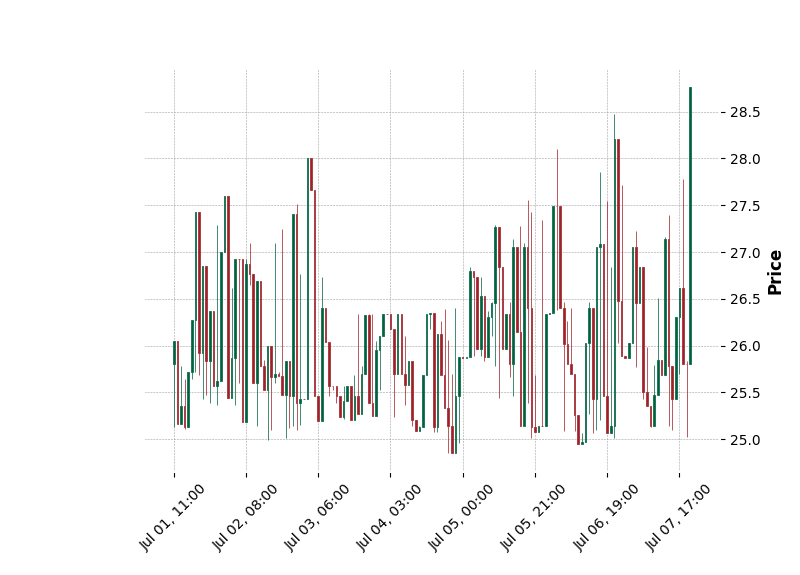 28.5
28.0
27.5
27.0
26.5
26.0
25.5
25.0
Price
Jul 01, 11:00
Jul 02, 08:00
Jul 03, 06:00
Jul 04, 03:00
Jul 05, 00:00
Jul 05, 21:00
Jul 06, 19:00
Jul 07, 17:00